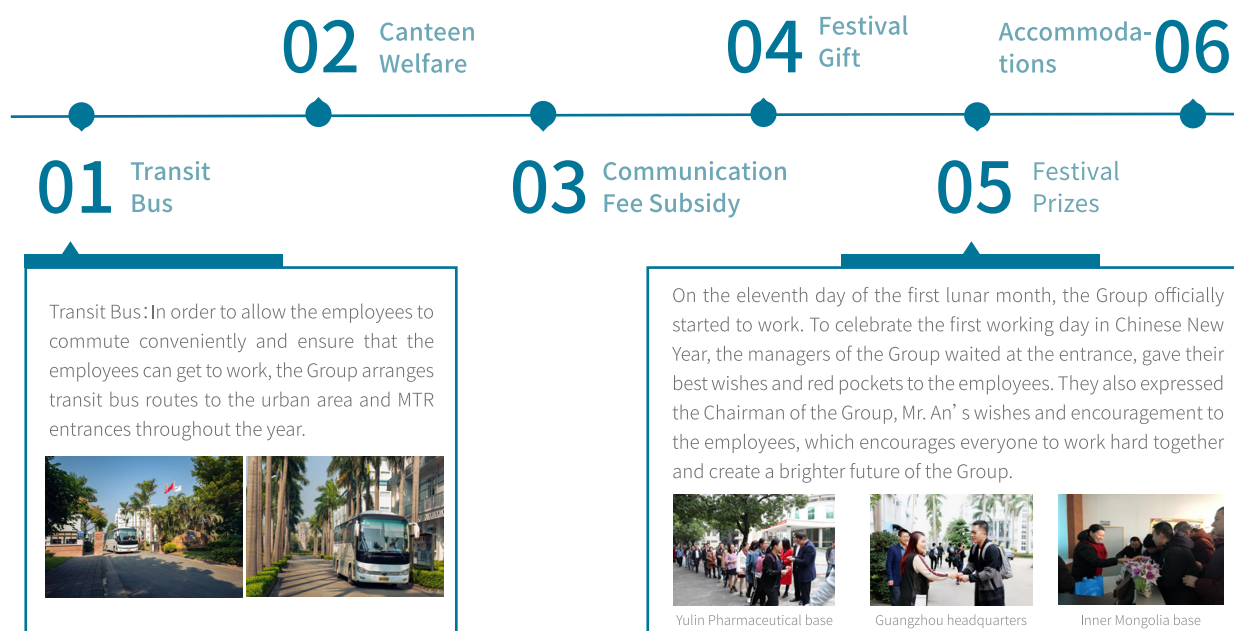 02 Canteen
Welfare
04 Festival
Gift
Accommoda-
tions 06
01 Transit
Bus
03 Communication
Fee Subsidy
05 Festival
Prizes
Transit Bus：In order to allow the employees to
commute conveniently and ensure that the
employees can get to work, the Group arranges
transit bus routes to the urban area and MTR
entrances throughout the year.
On the eleventh day of the first lunar month, the Group officially
started to work. To celebrate the first working day in Chinese New
Year, the managers of the Group waited at the entrance, gave their
best wishes and red pockets to the employees. They also expressed
the Chairman of the Group, Mr. An’s wishes and encouragement to
the employees, which encourages everyone to work hard together
and create a brighter future of the Group.
Yulin Pharmaceutical base
Guangzhou headquarters
Inner Mongolia base